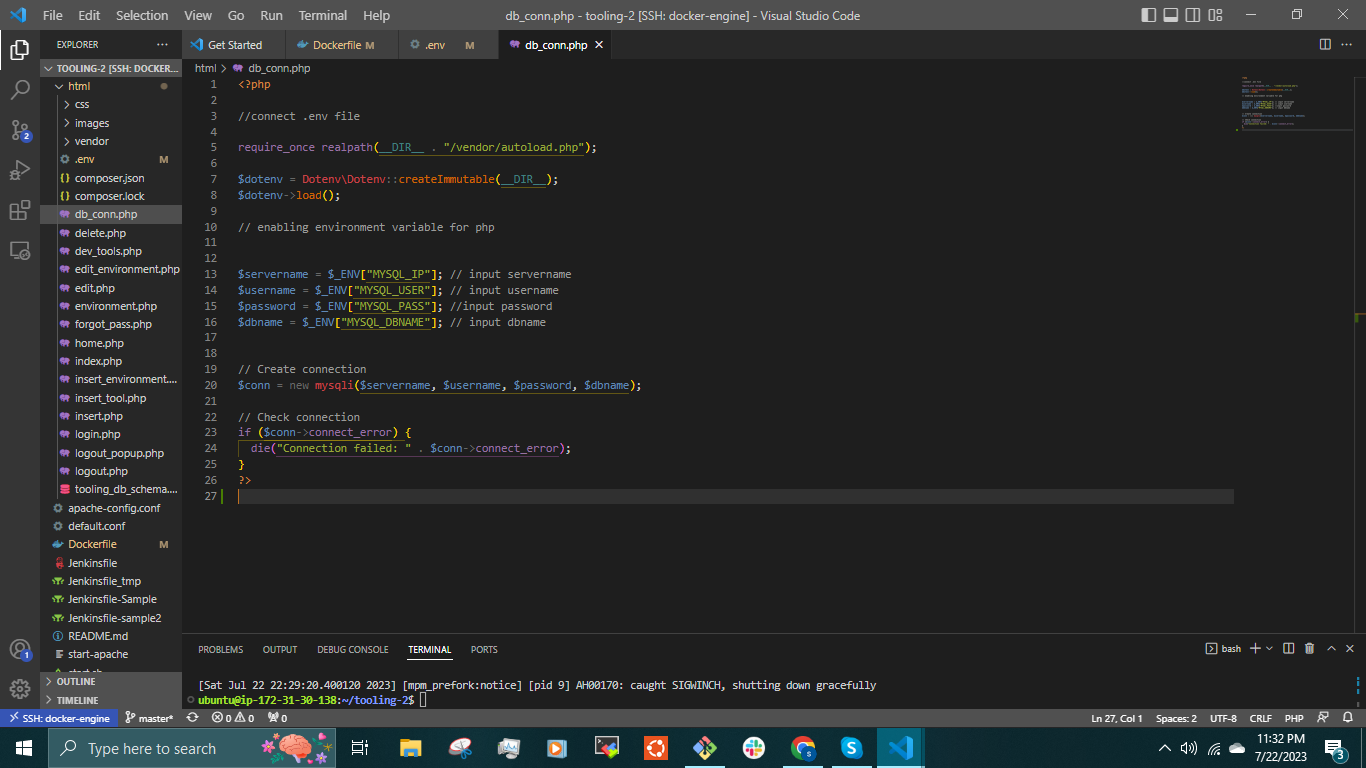 File Edit Selection View Go Run Terminal Help
db_conn.php - tooling-2 [SSH: docker-engine] - Visual Studio Code
EXPLORER
TOOLING-2 [SSH: DOCKER...
html
css
images
vendor
.env M
composer.json
composer.lock
db_conn.php
delete.php
dev_tools.php
edit_environment.php
edit.php
environment.php
forgot_pass.php
home.php
index.php
insert_environment....
insert_tool.php
insert.php
login.php
logout_popup.php
logout.php
tooling_db_schema....
apache-config.conf
default.conf
Dockerfile M
Jenkinsfile
Jenkinsfile_tmp
Jenkinsfile-Sample
Jenkinsfile-sample2
README.md
start-apache
OUTLINE
TIMELINE
2
1
Get Started
Dockerfile M
.env M
db_conn.php
html > db_conn.php
1 <?php
2
3 //connect .env file
4
5 require_once realpath(__DIR__ . "/vendor/autoload.php");
6
7 $dotenv = Dotenv\Dotenv::createImmutable(__DIR__);
8 $dotenv->load();
9
10 // enabling environment variable for php
11
12
13 $servername = $_ENV["MYSQL_IP"]; // input servername
14 $username = $_ENV["MYSQL_USER"]; // input username
15 $password = $_ENV["MYSQL_PASS"]; //input password
16 $dbname = $_ENV["MYSQL_DBNAME"]; // input dbname
17
18
19 // Create connection
20 $conn = new mysqli($servername, $username, $password, $dbname);
21
22 // Check connection
23 if ($conn->connect_error) {
24 die("Connection failed: " . $conn->connect_error);
25 }
26 ?>
27
PROBLEMS OUTPUT DEBUG CONSOLE TERMINAL PORTS
bash
[Sat Jul 22 22:29:20.400120 2023] [mpm_prefork:notice] [pid 9] AH00170: caught SIGWINCH, shutting down gracefully
ubuntu@ip-172-31-30-138:~/tooling-2$
SSH: docker-engine master* 0 0 0
Ln 27, Col 1 Spaces: 2 UTF-8 CRLF PHP
Type here to search
11:32 PM
7/22/2023
3